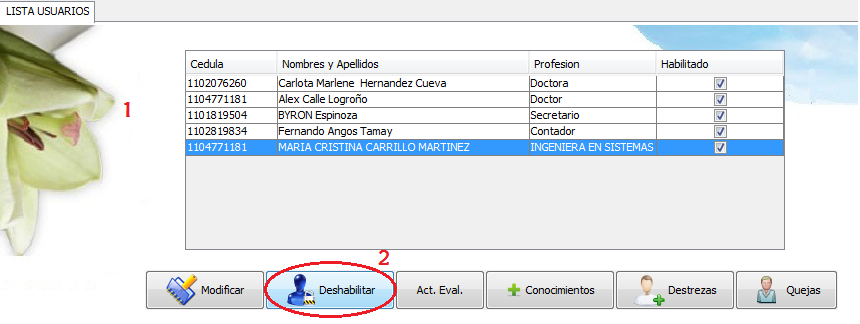 LISTA USUARIOS
Cedula Nombres y Apellidos Profesion Habilitado
1102076260 Carlota Marlene Hernandez Cueva Doctora
1
1104771181 Alex Calle Logroño Doctor
1101819504 BYRON Espinoza Secretario
1102819834 Fernando Angos Tamay Contador
1104771181 MARIA CRISTINA CARRILLO MARTINEZ INGENIERA EN SISTEMAS
2
Modificar Deshabilitar Act. Eval. Conocimientos Destrezas Quejas